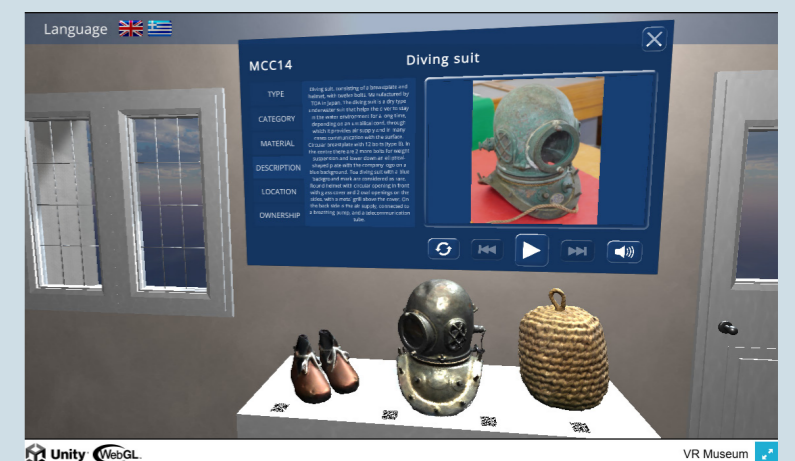 Language
MCC14
Diving suit
TYPE
CATEGORY
MATERIAL
DESCRIPTION
LOCATION
OWNERSHIP
Diving suit, consisting of a breastplate and
helmet, with twelve bolts. Manufactured by
TOA in Japan. The diving suit is a dry type
underwater suit that helps the diver to stay
in the water environment for a long time,
depending on an umbilical cord, through
which it provides air supply and in many
cases communication with the surface.
Circular breastplate with 12 bolts (type B). In
the centre there are 2 more bolts for weight
suspension and lower down an
shaped plate with the company logo on a
blue background. Toa diving suit with a blue
background mark are considered as rare.
Round helmet with circular opening in front
with glass cover and 2 oval openings on the
sides, with a metal grill above the cover. On
the back side is the air supply, connected to
a breathing pump, and a telecommunication
tube.
Unity WebGL.
VR Museum